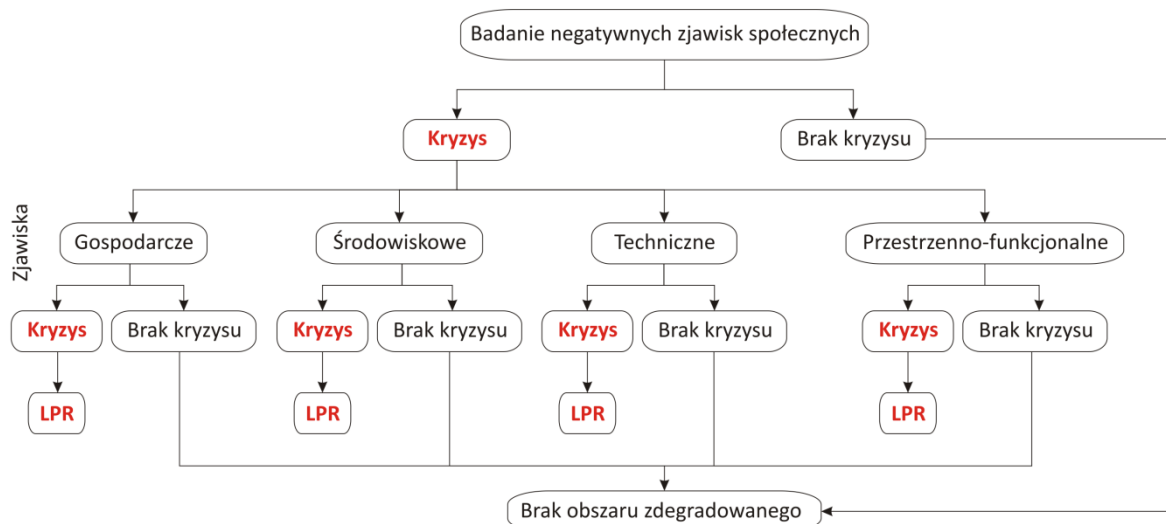 Badanie negatywnych zjawisk społecznych
Kryzys
Brak kryzysu
Zjawiska
Gospodarcze
Środowiskowe
Techniczne
Przestrzenno-funkcjonalne
Kryzys
Brak kryzysu
Kryzys
Brak kryzysu
Kryzys
Brak kryzysu
Kryzys
Brak kryzysu
LPR
LPR
LPR
LPR
Brak obszaru zdegradowanego